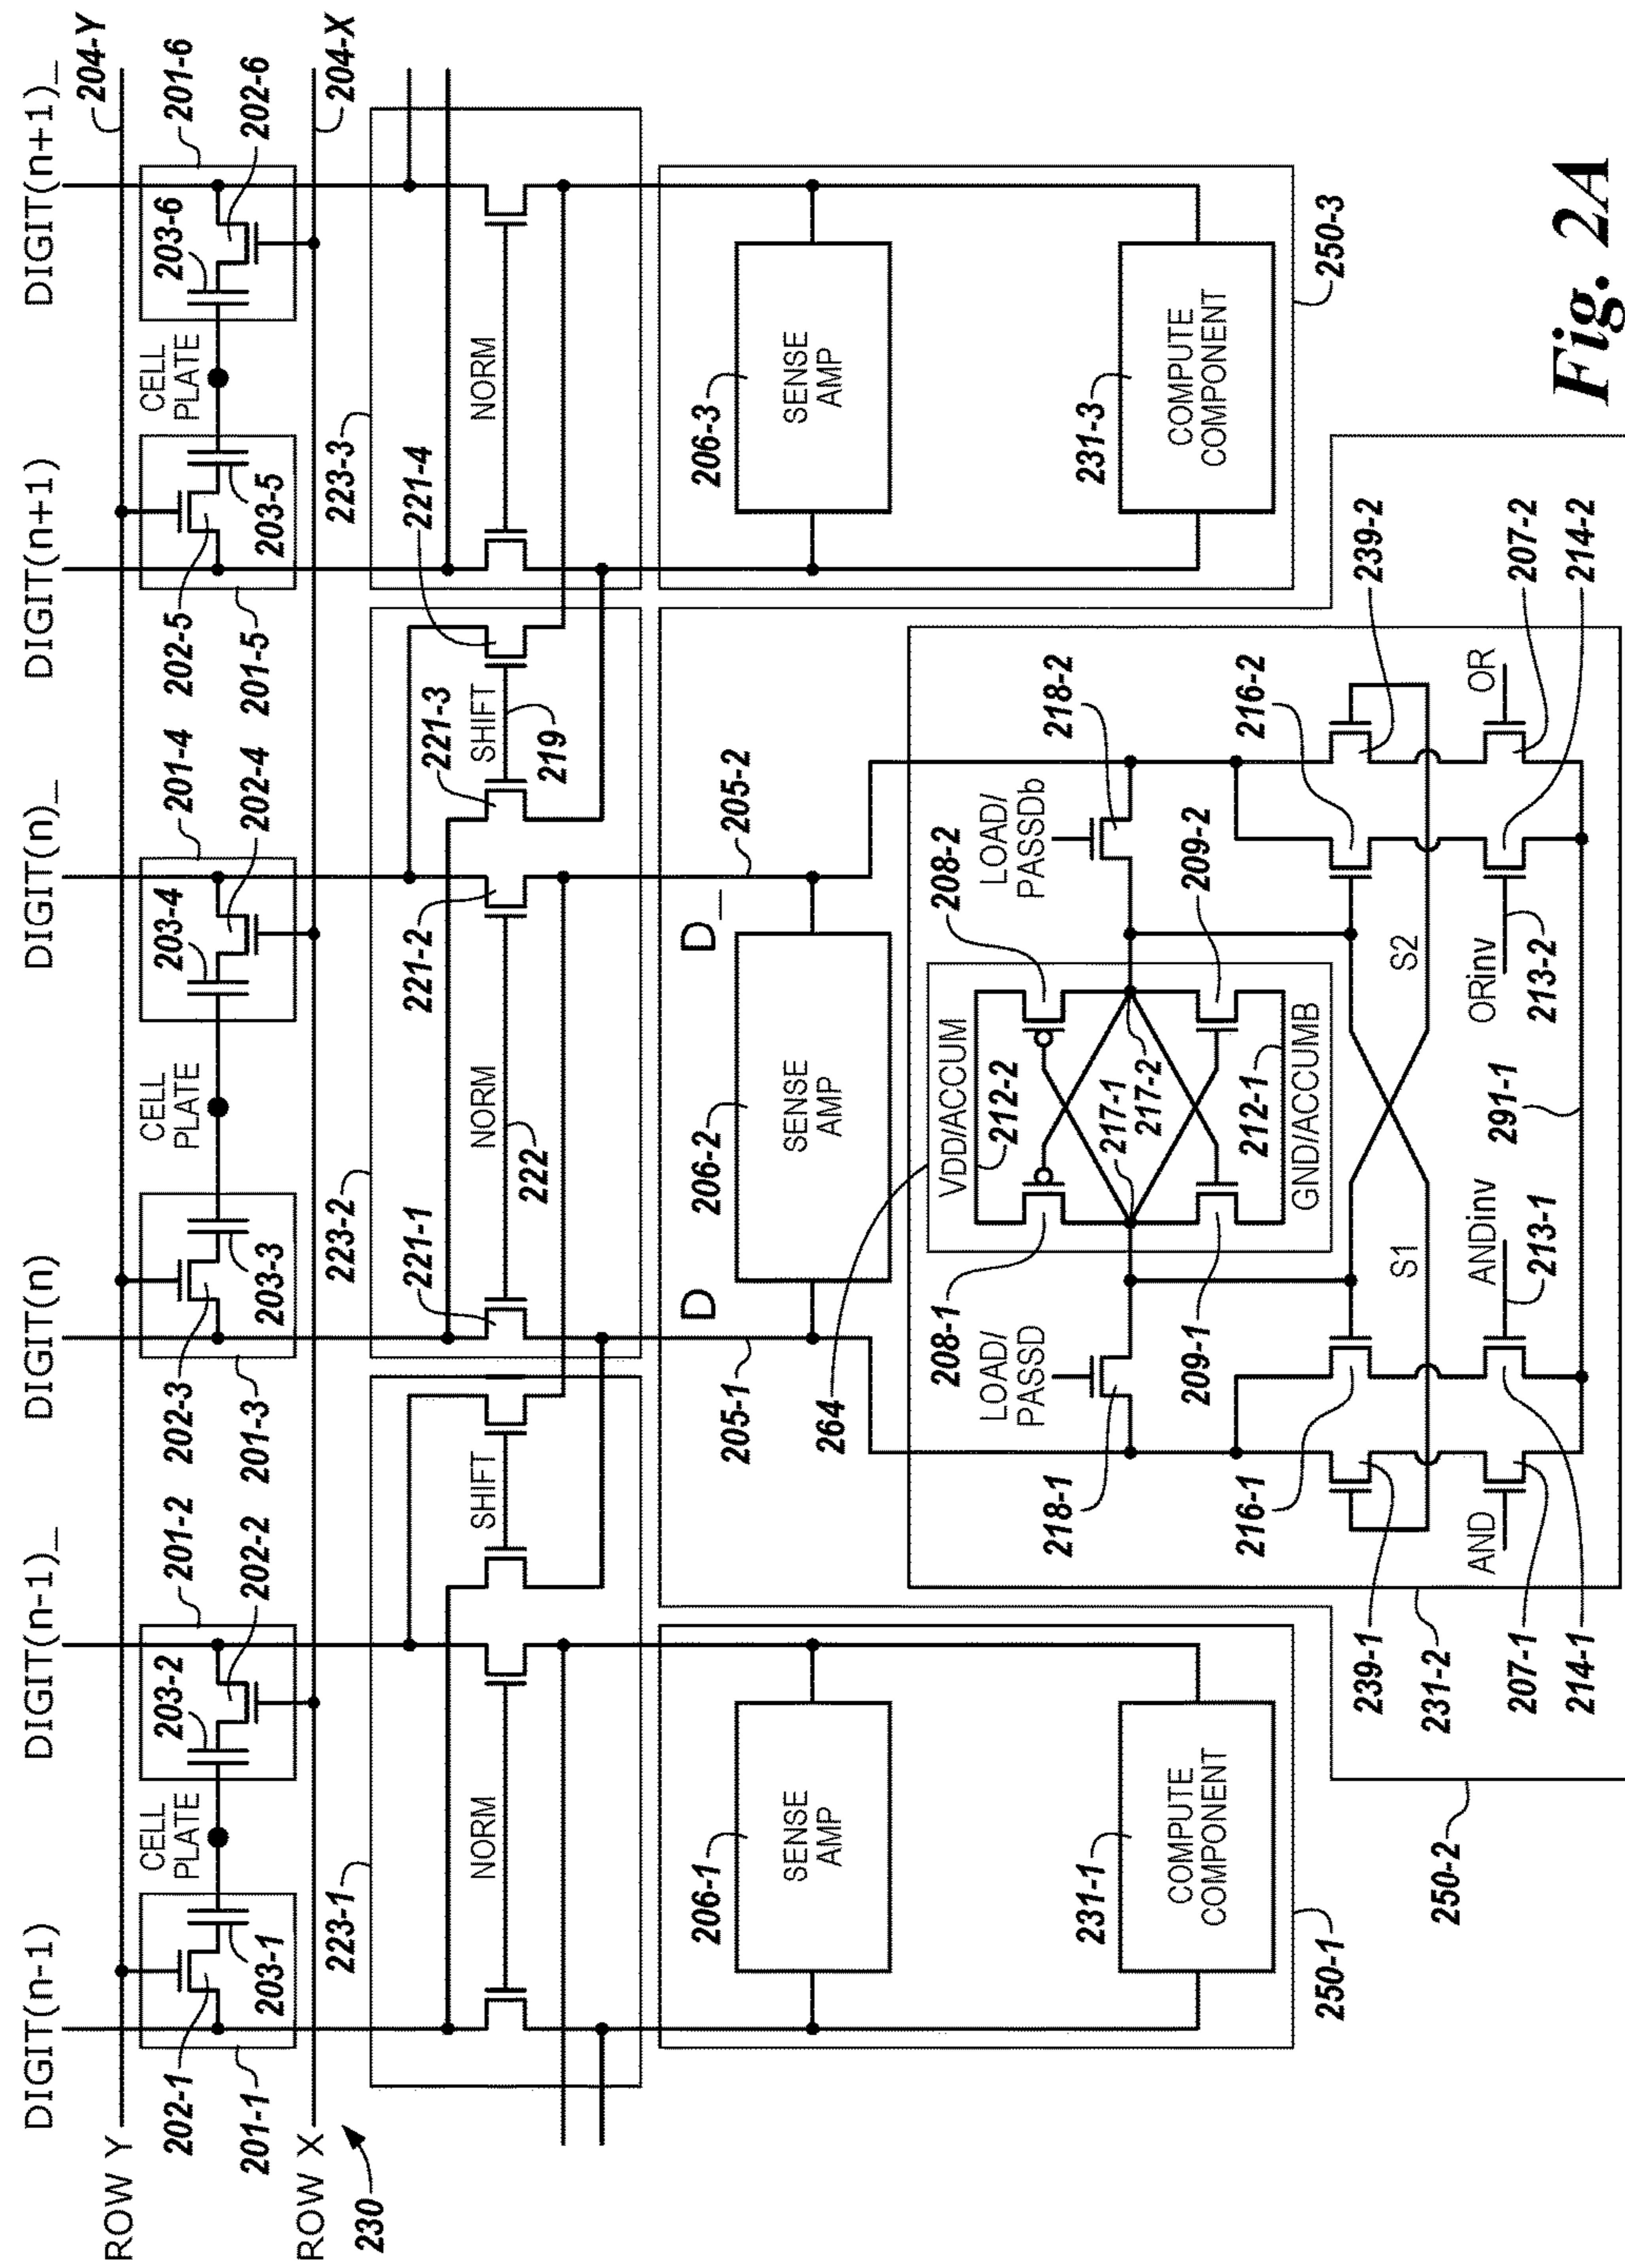 DIGIT(n-1)
DIGIT(n-1)_
DIGIT(n)
DIGIT(n)_
DIGIT(n+1)
DIGIT(n+1)_
ROW Y
204-Y
202-1
203-1
201-1
CELL
PLATE
203-2
201-2
202-2
202-3
203-3
201-3
CELL
PLATE
203-4
201-4
202-4
202-5
203-5
201-5
CELL
PLATE
203-6
201-6
202-6
ROW X
204-X
230
223-1
NORM
SHIFT
223-2
221-1
NORM
222
221-2
221-3
SHIFT
219
221-4
223-3
NORM
206-1
SENSE
AMP
231-1
COMPUTE
COMPONENT
250-1
205-1
D
206-2
SENSE
AMP
D_
205-2
206-3
SENSE
AMP
231-3
COMPUTE
COMPONENT
250-3
264
LOAD/
PASSD
218-1
208-1
209-1
VDD/ACCUM
212-2
217-1
217-2
212-1
GND/ACCUMB
208-2
209-2
LOAD/
PASSDb
218-2
216-1
216-2
S1
S2
239-1
239-2
AND
207-1
214-1
ANDinv
213-1
291-1
ORinv
213-2
OR
207-2
214-2
231-2
250-2
Fig. 2A